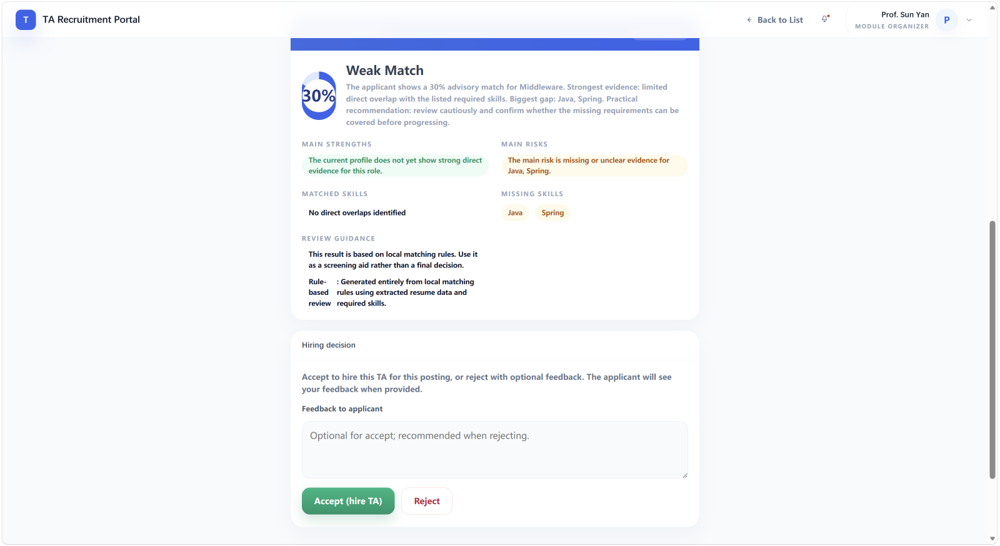 T TA Recruitment Portal
Back to List
Prof. Sun Yan
MODULE ORGANIZER
P
30%
Weak Match
The applicant shows a 30% advisory match for Middleware. Strongest evidence: limited
direct overlap with the listed required skills. Biggest gap: Java, Spring. Practical
recommendation: review cautiously and confirm whether the missing requirements can be
covered before progressing.
MAIN STRENGTHS
The current profile does not yet show strong direct
evidence for this role.
MAIN RISKS
The main risk is missing or unclear evidence for
Java, Spring.
MATCHED SKILLS
No direct overlaps identified
MISSING SKILLS
Java Spring
REVIEW GUIDANCE
This result is based on local matching rules. Use it
as a screening aid rather than a final decision.
Rule-
based
review
: Generated entirely from local matching
rules using extracted resume data and
required skills.
Hiring decision
Accept to hire this TA for this posting, or reject with optional feedback. The applicant will see
your feedback when provided.
Feedback to applicant
Optional for accept; recommended when rejecting.
Accept (hire TA) Reject